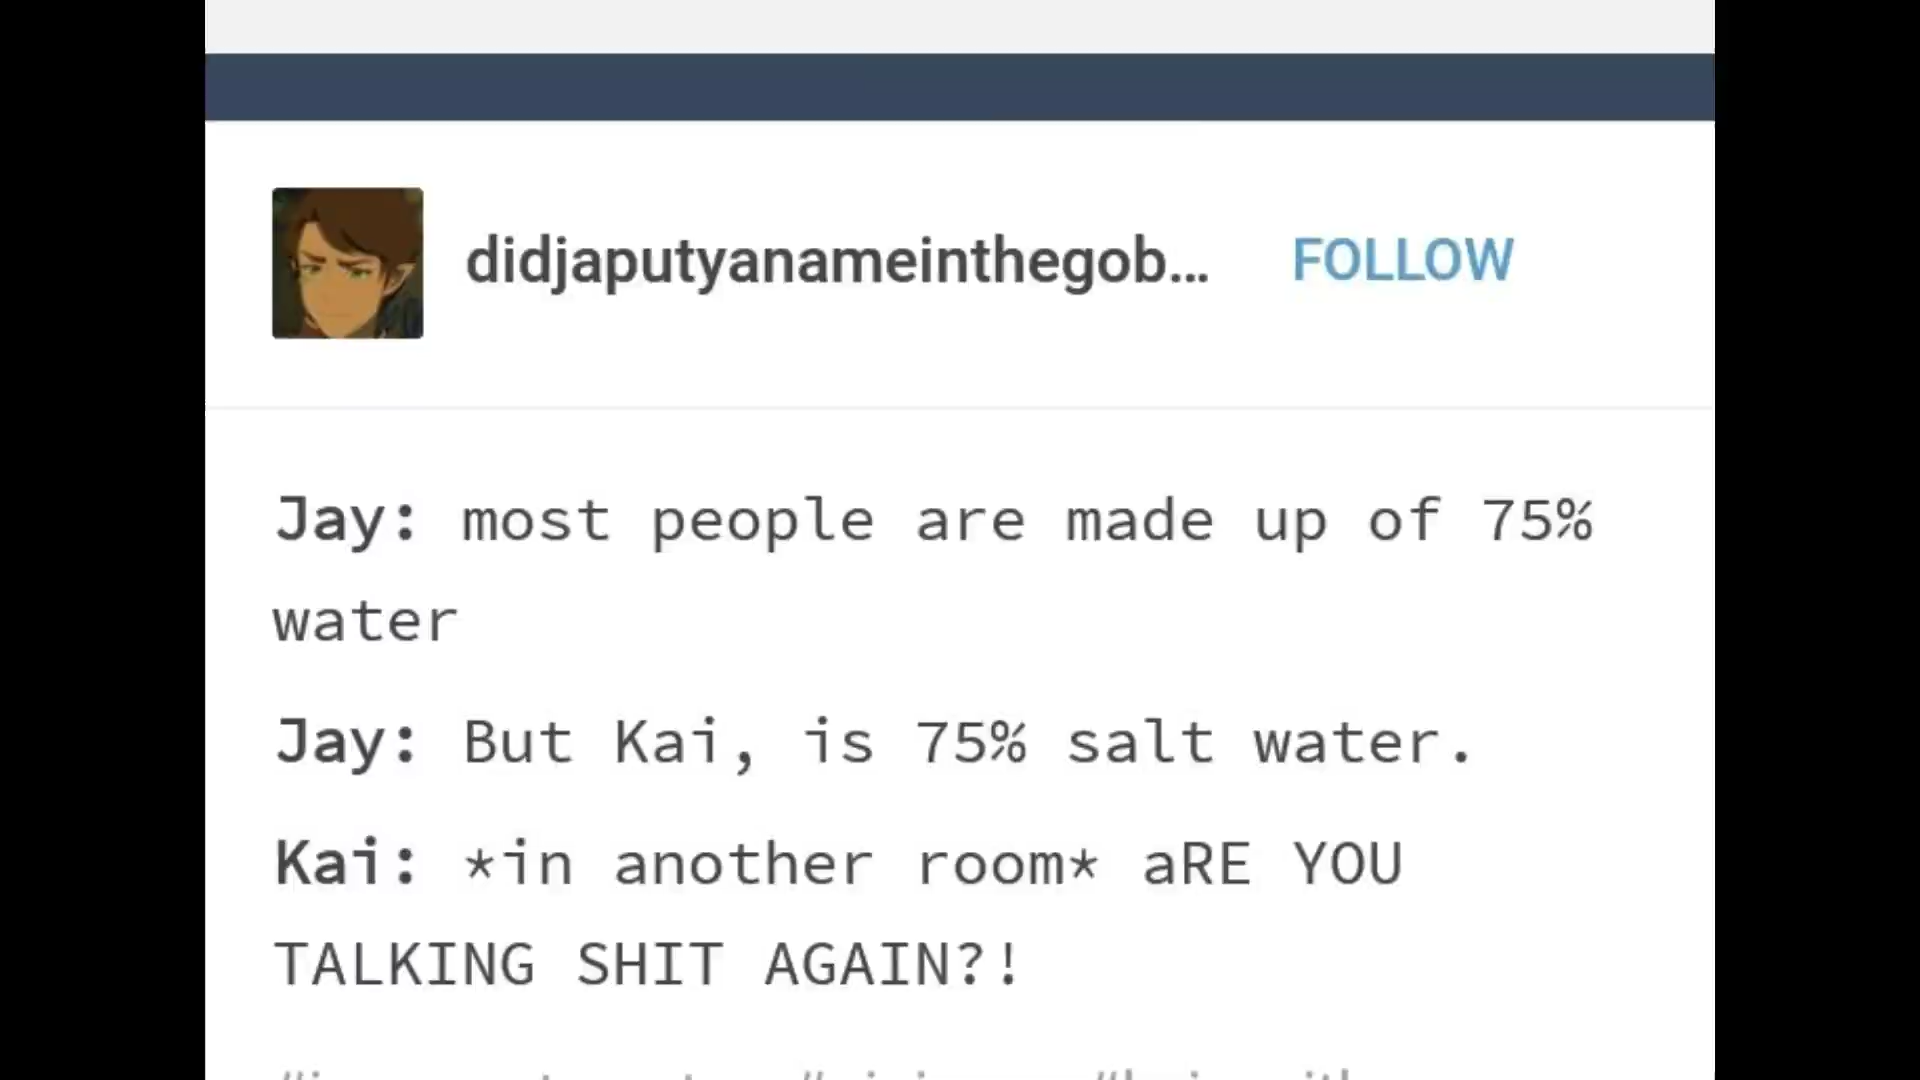 didjaputyanameinthegob...
FOLLOW
Jay: most people are made up of 75%
water
Jay: But Kai, is 75% salt water.
Kai: *in another room* aRE YOU
TALKING SHIT AGAIN?!